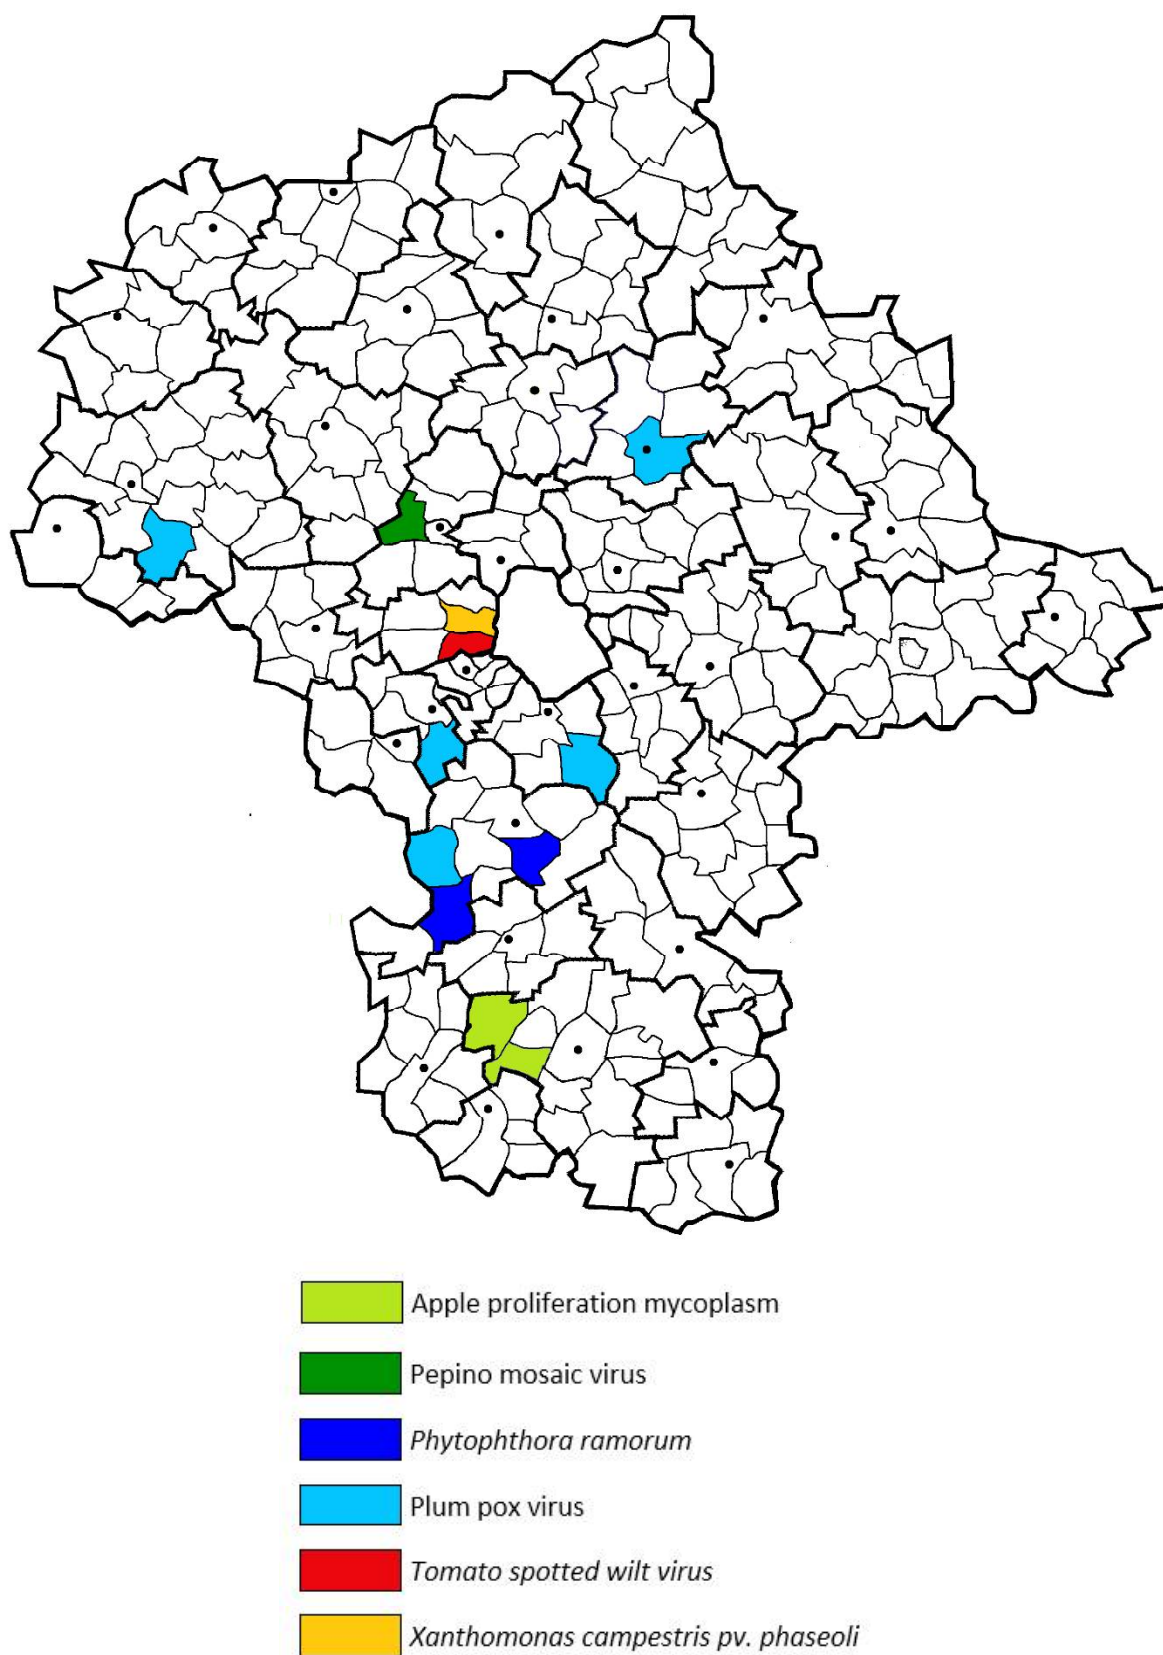 Apple proliferation mycoplasm
Pepino mosaic virus
Phytophthora ramorum
Plum pox virus
Tomato spotted wilt virus
Xanthomonas campestris pv. phaseoli